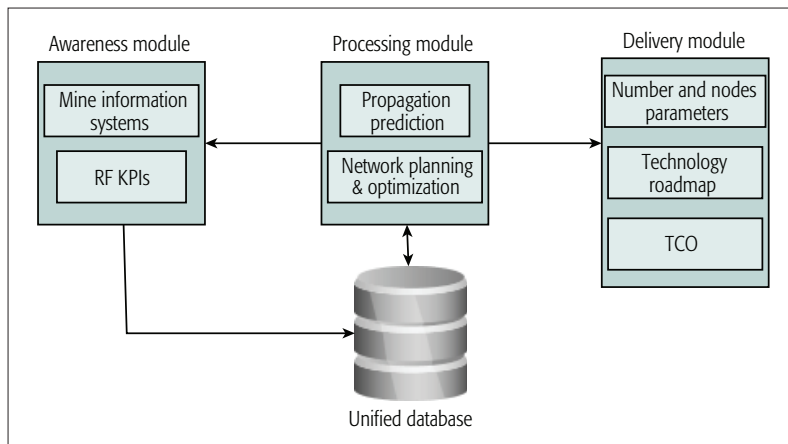 Awareness module
Mine information
systems
RF KPIs
Processing module
Propagation
prediction
Network planning
& optimization
Delivery module
Number and nodes
parameters
Technology
roadmap
TCO
Unified database